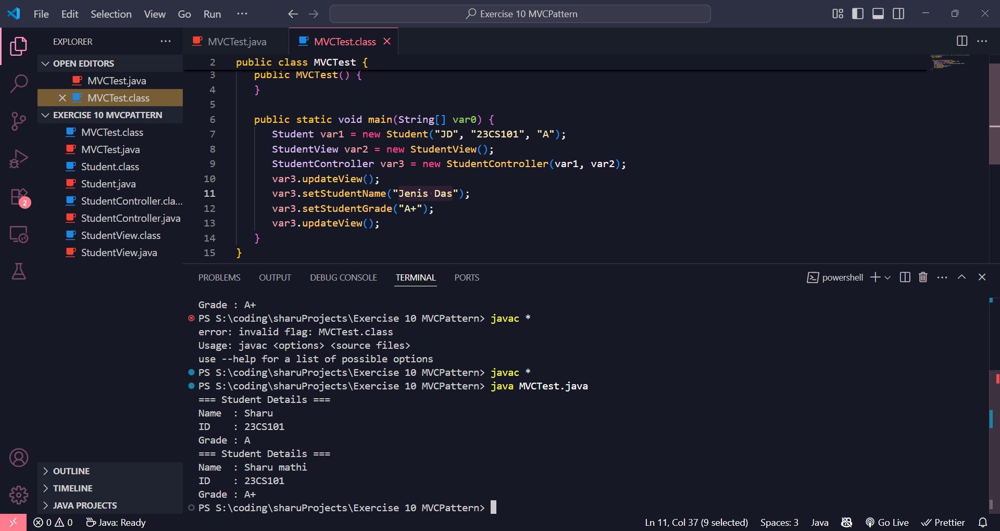 File Edit Selection View Go Run ···
Exercise 10 MVCPattern
EXPLORER ···
OPEN EDITORS
MVCTest.java
MVCTest.class
EXERCISE 10 MVCPATTERN
MVCTest.class
MVCTest.java
Student.class
Student.java
StudentController.cla...
StudentController.java
StudentView.class
StudentView.java
2
OUTLINE
TIMELINE
JAVA PROJECTS
MVCTest.java MVCTest.class
2 public class MVCTest {
3 public MVCTest() {
4 }
5
6 public static void main(String[] var0) {
7 Student var1 = new Student("JD", "23CS101", "A");
8 StudentView var2 = new StudentView();
9 StudentController var3 = new StudentController(var1, var2);
10 var3.updateView();
11 var3.setStudentName("Jenis Das");
12 var3.setStudentGrade("A+");
13 var3.updateView();
14 }
15 }
PROBLEMS OUTPUT DEBUG CONSOLE TERMINAL PORTS
powershell
Grade : A+
PS S:\coding\sharuProjects\Exercise 10 MVCPattern> javac *
error: invalid flag: MVCTest.class
Usage: javac <options> <source files>
use --help for a list of possible options
PS S:\coding\sharuProjects\Exercise 10 MVCPattern> javac *
PS S:\coding\sharuProjects\Exercise 10 MVCPattern> java MVCTest.java
=== Student Details ===
Name : Sharu
ID : 23CS101
Grade : A
=== Student Details ===
Name : Sharu mathi
ID : 23CS101
Grade : A+
PS S:\coding\sharuProjects\Exercise 10 MVCPattern>
0 0 Java: Ready
Ln 11, Col 37 (9 selected) Spaces: 3 Java Go Live Prettier